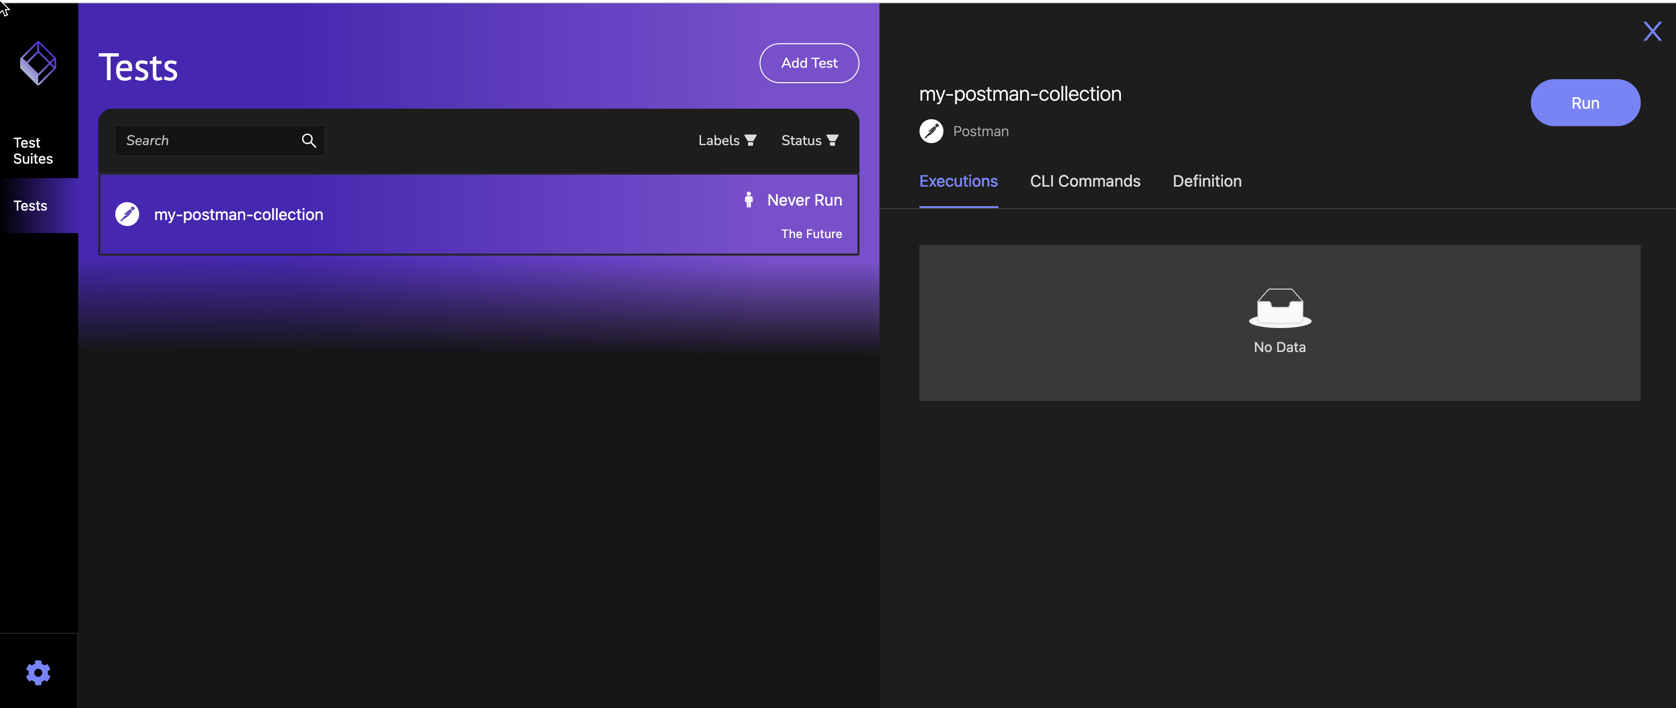 Test
Suites
Tests
Tests
Add Test
Search
Labels
Status
my-postman-collection
Never Run
The Future
X
my-postman-collection
Run
Postman
Executions
CLI Commands
Definition
No Data